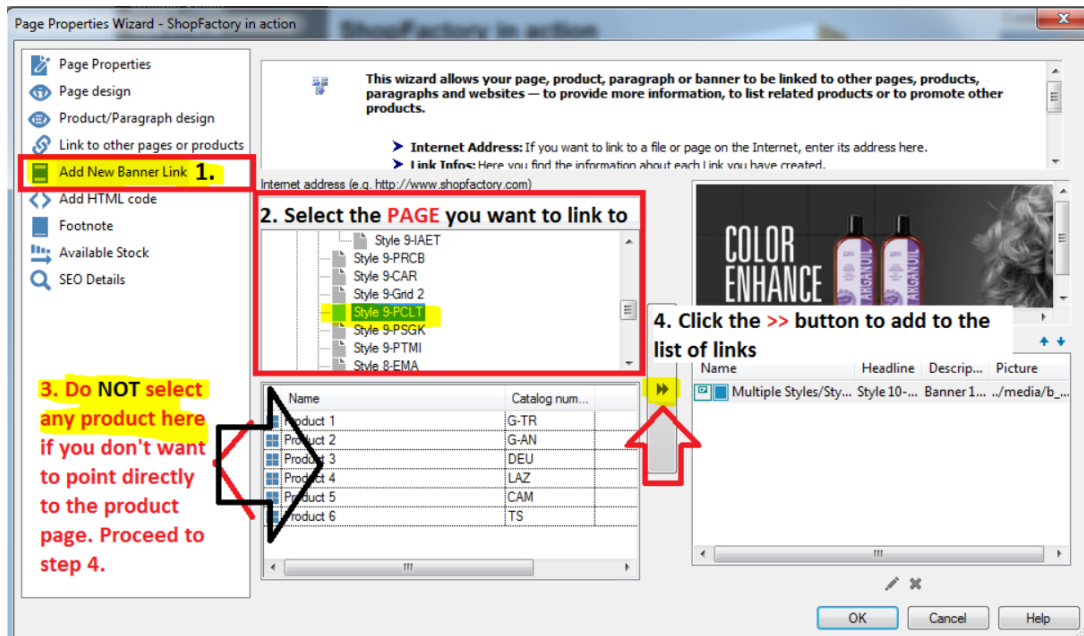 Page Properties Wizard - ShopFactory in action
Page Properties
Page design
Product/Paragraph design
Link to other pages or products
Add New Banner Link 1.
Add HTML code
Footnote
Available Stock
SEO Details
This wizard allows your page, product, paragraph or banner to be linked to other pages, products,
paragraphs and websites — to provide more information, to list related products or to promote other
products.
Internet Address: If you want to link to a file or page on the Internet, enter its address here.
Link Infos: Here you find the information about each Link you have created.
Internet address (e.g. http://www.shopfactory.com)
2. Select the PAGE you want to link to
Style 9-IAET
Style 9-PRCB
Style 9-CAR
Style 9-Grid 2
Style 9-PCLT
Style 9-PSGK
Style 9-PTMI
Style 8-EMA
COLOR
ENHANCE
ARGANOIL
ARGANOIL
4. Click the >> button to add to the
list of links
Name Headline Descrip... Picture
Multiple Styles/Sty... Style 10-... Banner 1... ../media/b_...
3. Do NOT select
any product here
if you don't want
to point directly
to the product
page. Proceed to
step 4.
Name Catalog num...
Product 1 G-TR
Product 2 G-AN
Product 3 DEU
Product 4 LAZ
Product 5 CAM
Product 6 TS
OK Cancel Help